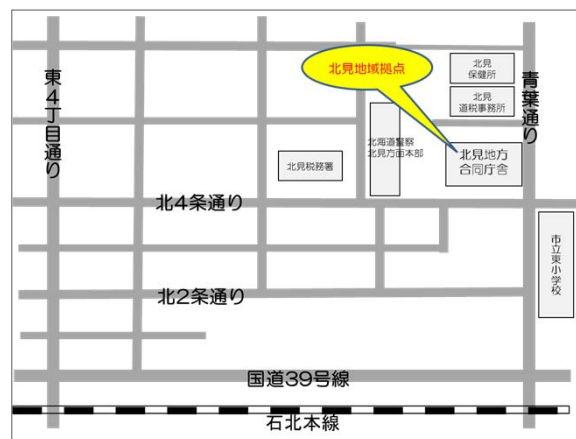 北見地域拠点
北見
保健所
北見
道税事務所
青葉通り
東4丁目通り
北海道警察
北見方面本部
北見地方
合同庁舎
北見税務署
北4条通り
市立東小学校
北2条通り
国道39号線
石北本線